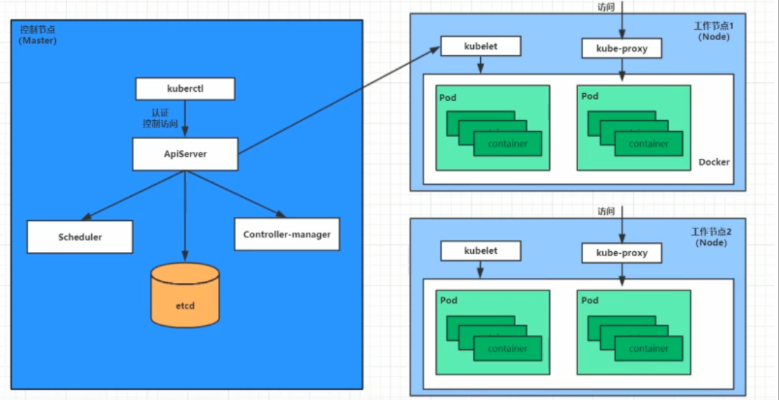 控制节点
(Master)
kuberctl
认证
控制访问
ApiServer
Scheduler
Controller-manager
etcd
访问
工作节点1
(Node)
kubelet
kube-proxy
Pod
container
Pod
container
Docker
访问
工作节点2
(Node)
kubelet
kube-proxy
Pod
container
Pod
container